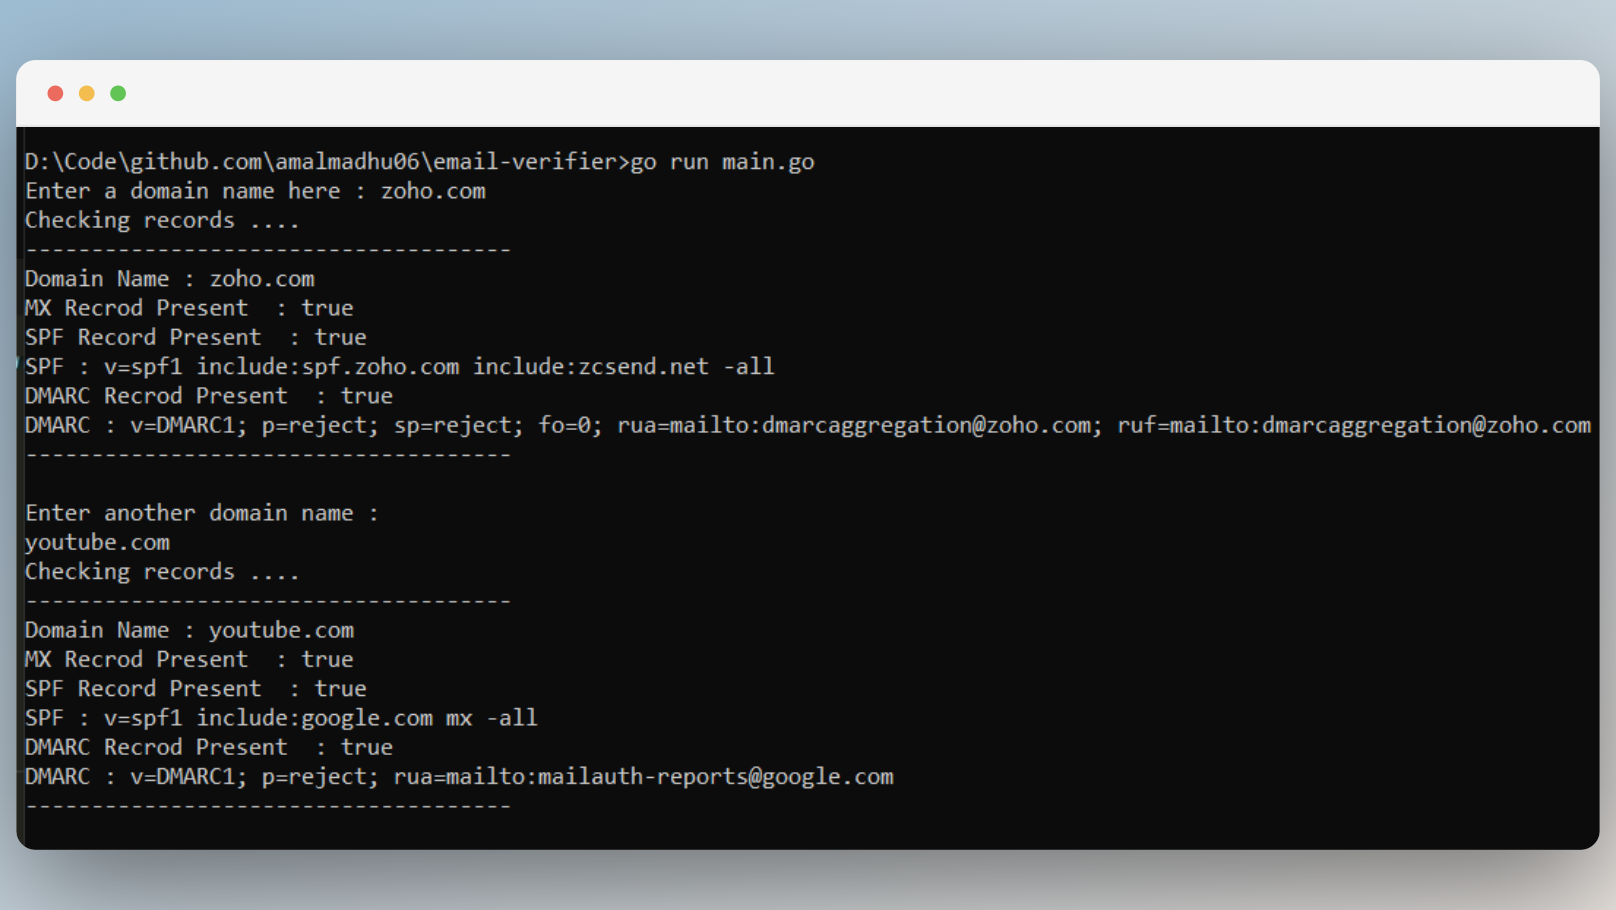 D:\Code\github.com\amalmadhu06\email-verifier>go run main.go
Enter a domain name here : zoho.com
Checking records ....
-------------------------------------
Domain Name : zoho.com
MX Recrod Present  : true
SPF Record Present  : true
SPF : v=spf1 include:spf.zoho.com include:zcsend.net -all
DMARC Recrod Present  : true
DMARC : v=DMARC1; p=reject; sp=reject; fo=0; rua=mailto:dmarcaggregation@zoho.com; ruf=mailto:dmarcaggregation@zoho.com
-------------------------------------
Enter another domain name :
youtube.com
Checking records ....
-------------------------------------
Domain Name : youtube.com
MX Recrod Present  : true
SPF Record Present  : true
SPF : v=spf1 include:google.com mx -all
DMARC Recrod Present  : true
DMARC : v=DMARC1; p=reject; rua=mailto:mailauth-reports@google.com
-------------------------------------